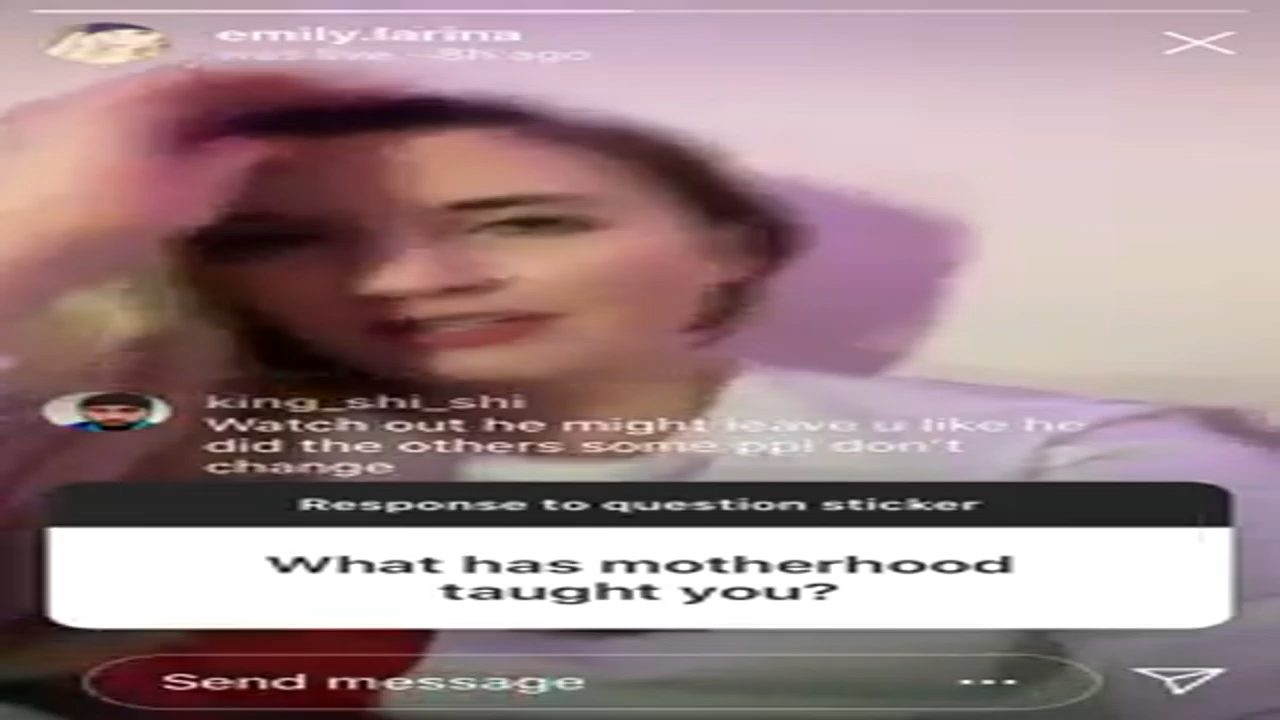 emily.farina
was live · 8h ago
king_shi_shi
Watch out he might leave u like he
did the others some ppl don't
change
Response to question sticker
What has motherhood
taught you?
Send message